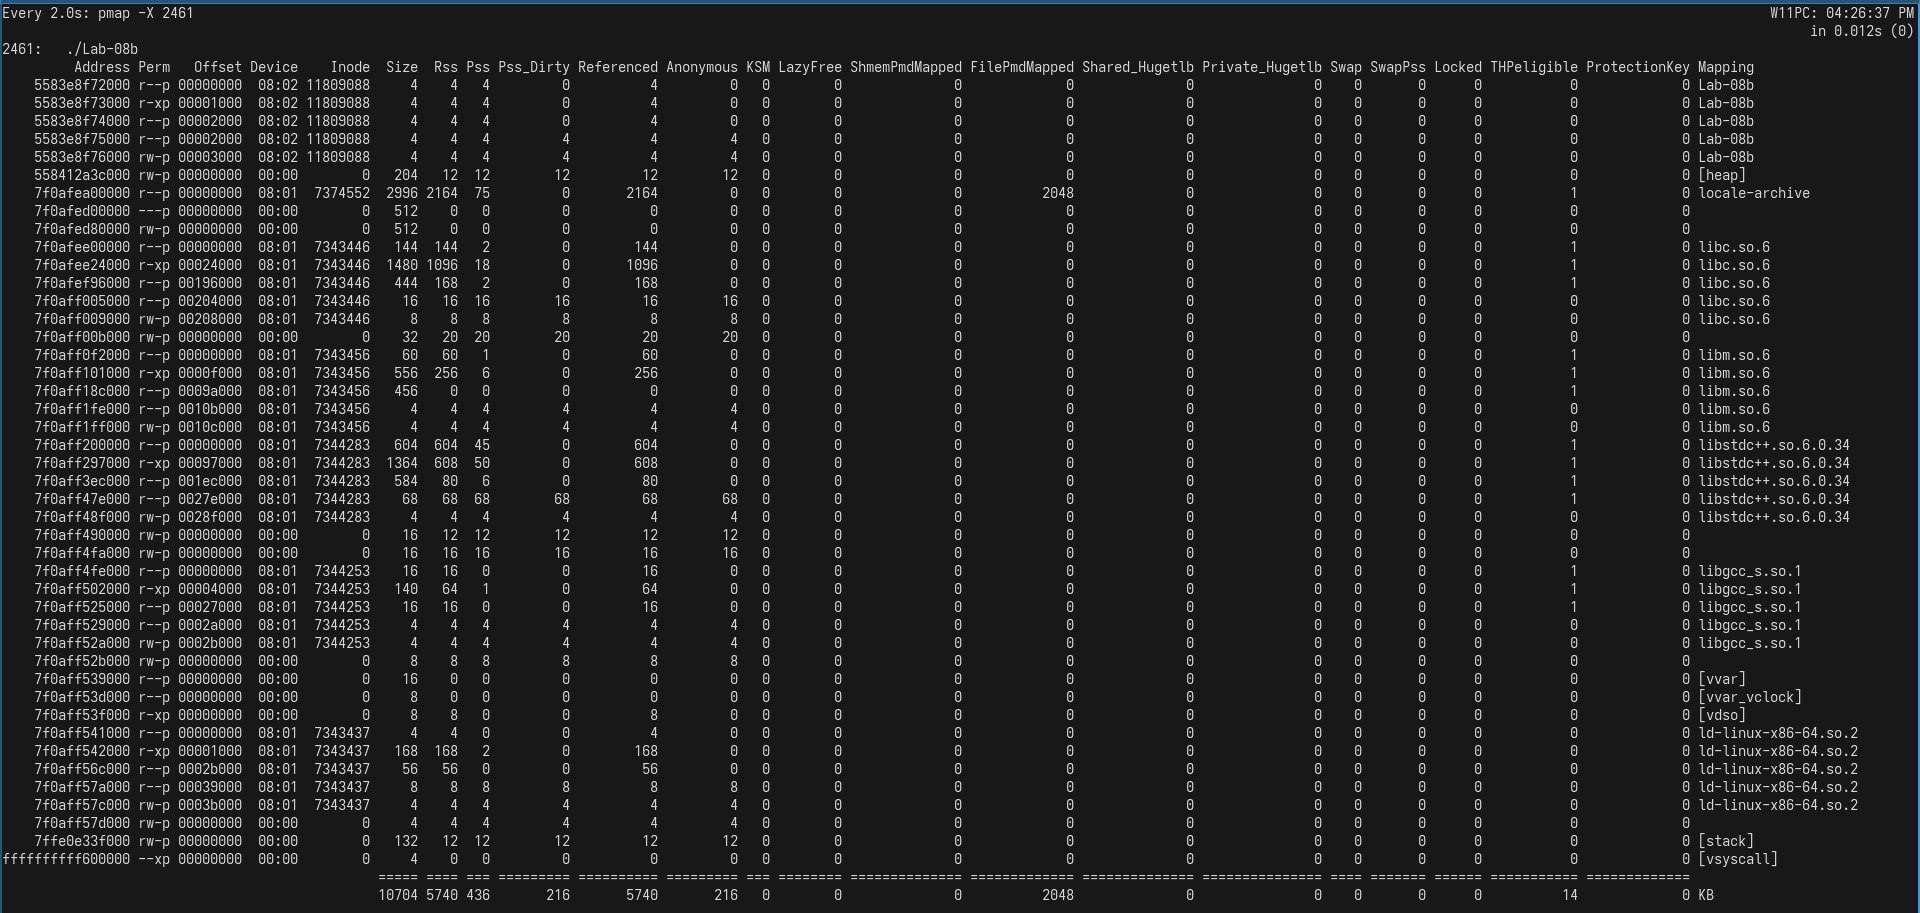 Every 2.0s: pmap -X 2461 W11PC: 04:26:37 PM
in 0.012s (0)
2461: ./Lab-08b
Address Perm Offset Device Inode Size Rss Pss Pss_Dirty Referenced Anonymous KSM LazyFree ShmemPmdMapped FilePmdMapped Shared_Hugetlb Private_Hugetlb Swap SwapPss Locked THPeligible ProtectionKey Mapping
5583e8f72000 r--p 00000000 08:02 11809088 4 4 4 0 4 0 0 0 0 0 0 0 0 0 0 0 0 Lab-08b
5583e8f73000 r-xp 00001000 08:02 11809088 4 4 4 0 4 0 0 0 0 0 0 0 0 0 0 0 0 Lab-08b
5583e8f74000 r--p 00002000 08:02 11809088 4 4 4 0 4 0 0 0 0 0 0 0 0 0 0 0 0 Lab-08b
5583e8f75000 r--p 00002000 08:02 11809088 4 4 4 4 4 4 0 0 0 0 0 0 0 0 0 0 0 Lab-08b
5583e8f76000 rw-p 00003000 08:02 11809088 4 4 4 4 4 4 0 0 0 0 0 0 0 0 0 0 0 Lab-08b
558412a3c000 rw-p 00000000 00:00 0 204 12 12 12 12 12 0 0 0 0 0 0 0 0 0 0 0 [heap]
7f0afea00000 r--p 00000000 08:01 7374552 2996 2164 75 0 2164 0 0 0 0 2048 0 0 0 0 0 1 0 locale-archive
7f0afed00000 ---p 00000000 00:00 0 512 0 0 0 0 0 0 0 0 0 0 0 0 0 0 0 0
7f0afed80000 rw-p 00000000 00:00 0 512 0 0 0 0 0 0 0 0 0 0 0 0 0 0 0 0
7f0afee00000 r--p 00000000 08:01 7343446 144 144 2 0 144 0 0 0 0 0 0 0 0 0 0 1 0 libc.so.6
7f0afee24000 r-xp 00024000 08:01 7343446 1480 1096 18 0 1096 0 0 0 0 0 0 0 0 0 0 1 0 libc.so.6
7f0afef96000 r--p 00196000 08:01 7343446 444 168 2 0 168 0 0 0 0 0 0 0 0 0 0 1 0 libc.so.6
7f0aff005000 r--p 00204000 08:01 7343446 16 16 16 16 16 16 0 0 0 0 0 0 0 0 0 0 0 libc.so.6
7f0aff009000 rw-p 00208000 08:01 7343446 8 8 8 8 8 8 0 0 0 0 0 0 0 0 0 0 0 libc.so.6
7f0aff00b000 rw-p 00000000 00:00 0 32 20 20 20 20 20 0 0 0 0 0 0 0 0 0 0 0
7f0aff0f2000 r--p 00000000 08:01 7343456 60 60 1 0 60 0 0 0 0 0 0 0 0 0 0 1 0 libm.so.6
7f0aff101000 r-xp 0000f000 08:01 7343456 556 256 6 0 256 0 0 0 0 0 0 0 0 0 0 1 0 libm.so.6
7f0aff18c000 r--p 0009a000 08:01 7343456 456 0 0 0 0 0 0 0 0 0 0 0 0 0 0 1 0 libm.so.6
7f0aff1fe000 r--p 0010b000 08:01 7343456 4 4 4 4 4 4 0 0 0 0 0 0 0 0 0 0 0 libm.so.6
7f0aff1ff000 rw-p 0010c000 08:01 7343456 4 4 4 4 4 4 0 0 0 0 0 0 0 0 0 0 0 libm.so.6
7f0aff200000 r--p 00000000 08:01 7344283 604 604 45 0 604 0 0 0 0 0 0 0 0 0 0 1 0 libstdc++.so.6.0.34
7f0aff297000 r-xp 00097000 08:01 7344283 1364 608 50 0 608 0 0 0 0 0 0 0 0 0 0 1 0 libstdc++.so.6.0.34
7f0aff3ec000 r--p 001ec000 08:01 7344283 584 80 6 0 80 0 0 0 0 0 0 0 0 0 0 1 0 libstdc++.so.6.0.34
7f0aff47e000 r--p 0027e000 08:01 7344283 68 68 68 68 68 68 0 0 0 0 0 0 0 0 0 1 0 libstdc++.so.6.0.34
7f0aff48f000 rw-p 0028f000 08:01 7344283 4 4 4 4 4 4 0 0 0 0 0 0 0 0 0 0 0 libstdc++.so.6.0.34
7f0aff490000 rw-p 00000000 00:00 0 16 12 12 12 12 12 0 0 0 0 0 0 0 0 0 0 0
7f0aff4fa000 rw-p 00000000 00:00 0 16 16 16 16 16 16 0 0 0 0 0 0 0 0 0 0 0
7f0aff4fe000 r--p 00000000 08:01 7344253 16 16 0 0 16 0 0 0 0 0 0 0 0 0 0 1 0 libgcc_s.so.1
7f0aff502000 r-xp 00004000 08:01 7344253 140 64 1 0 64 0 0 0 0 0 0 0 0 0 0 1 0 libgcc_s.so.1
7f0aff525000 r--p 00027000 08:01 7344253 16 16 0 0 16 0 0 0 0 0 0 0 0 0 0 1 0 libgcc_s.so.1
7f0aff529000 r--p 0002a000 08:01 7344253 4 4 4 4 4 4 0 0 0 0 0 0 0 0 0 0 0 libgcc_s.so.1
7f0aff52a000 rw-p 0002b000 08:01 7344253 4 4 4 4 4 4 0 0 0 0 0 0 0 0 0 0 0 libgcc_s.so.1
7f0aff52b000 rw-p 00000000 00:00 0 8 8 8 8 8 8 0 0 0 0 0 0 0 0 0 0 0
7f0aff539000 r--p 00000000 00:00 0 16 0 0 0 0 0 0 0 0 0 0 0 0 0 0 0 0 [vvar]
7f0aff53d000 r--p 00000000 00:00 0 8 0 0 0 0 0 0 0 0 0 0 0 0 0 0 0 0 [vvar_vclock]
7f0aff53f000 r-xp 00000000 00:00 0 8 8 0 0 8 0 0 0 0 0 0 0 0 0 0 0 0 [vdso]
7f0aff541000 r--p 00000000 08:01 7343437 4 4 0 0 4 0 0 0 0 0 0 0 0 0 0 0 0 ld-linux-x86-64.so.2
7f0aff542000 r-xp 00001000 08:01 7343437 168 168 2 0 168 0 0 0 0 0 0 0 0 0 0 0 0 ld-linux-x86-64.so.2
7f0aff56c000 r--p 0002b000 08:01 7343437 56 56 0 0 56 0 0 0 0 0 0 0 0 0 0 0 0 ld-linux-x86-64.so.2
7f0aff57a000 r--p 00039000 08:01 7343437 8 8 8 8 8 8 0 0 0 0 0 0 0 0 0 0 0 ld-linux-x86-64.so.2
7f0aff57c000 rw-p 0003b000 08:01 7343437 4 4 4 4 4 4 0 0 0 0 0 0 0 0 0 0 0 ld-linux-x86-64.so.2
7f0aff57d000 rw-p 00000000 00:00 0 4 4 4 4 4 4 0 0 0 0 0 0 0 0 0 0 0
7ffe0e33f000 rw-p 00000000 00:00 0 132 12 12 12 12 12 0 0 0 0 0 0 0 0 0 0 0 [stack]
ffffffffff600000 --xp 00000000 00:00 0 4 0 0 0 0 0 0 0 0 0 0 0 0 0 0 0 0 [vsyscall]
===== ==== === ========= ========== ========= === ======== ============== ============= ============== =============== ==== ======= ====== =========== =============
10704 5740 436 216 5740 216 0 0 0 2048 0 0 0 0 0 14 0 KB